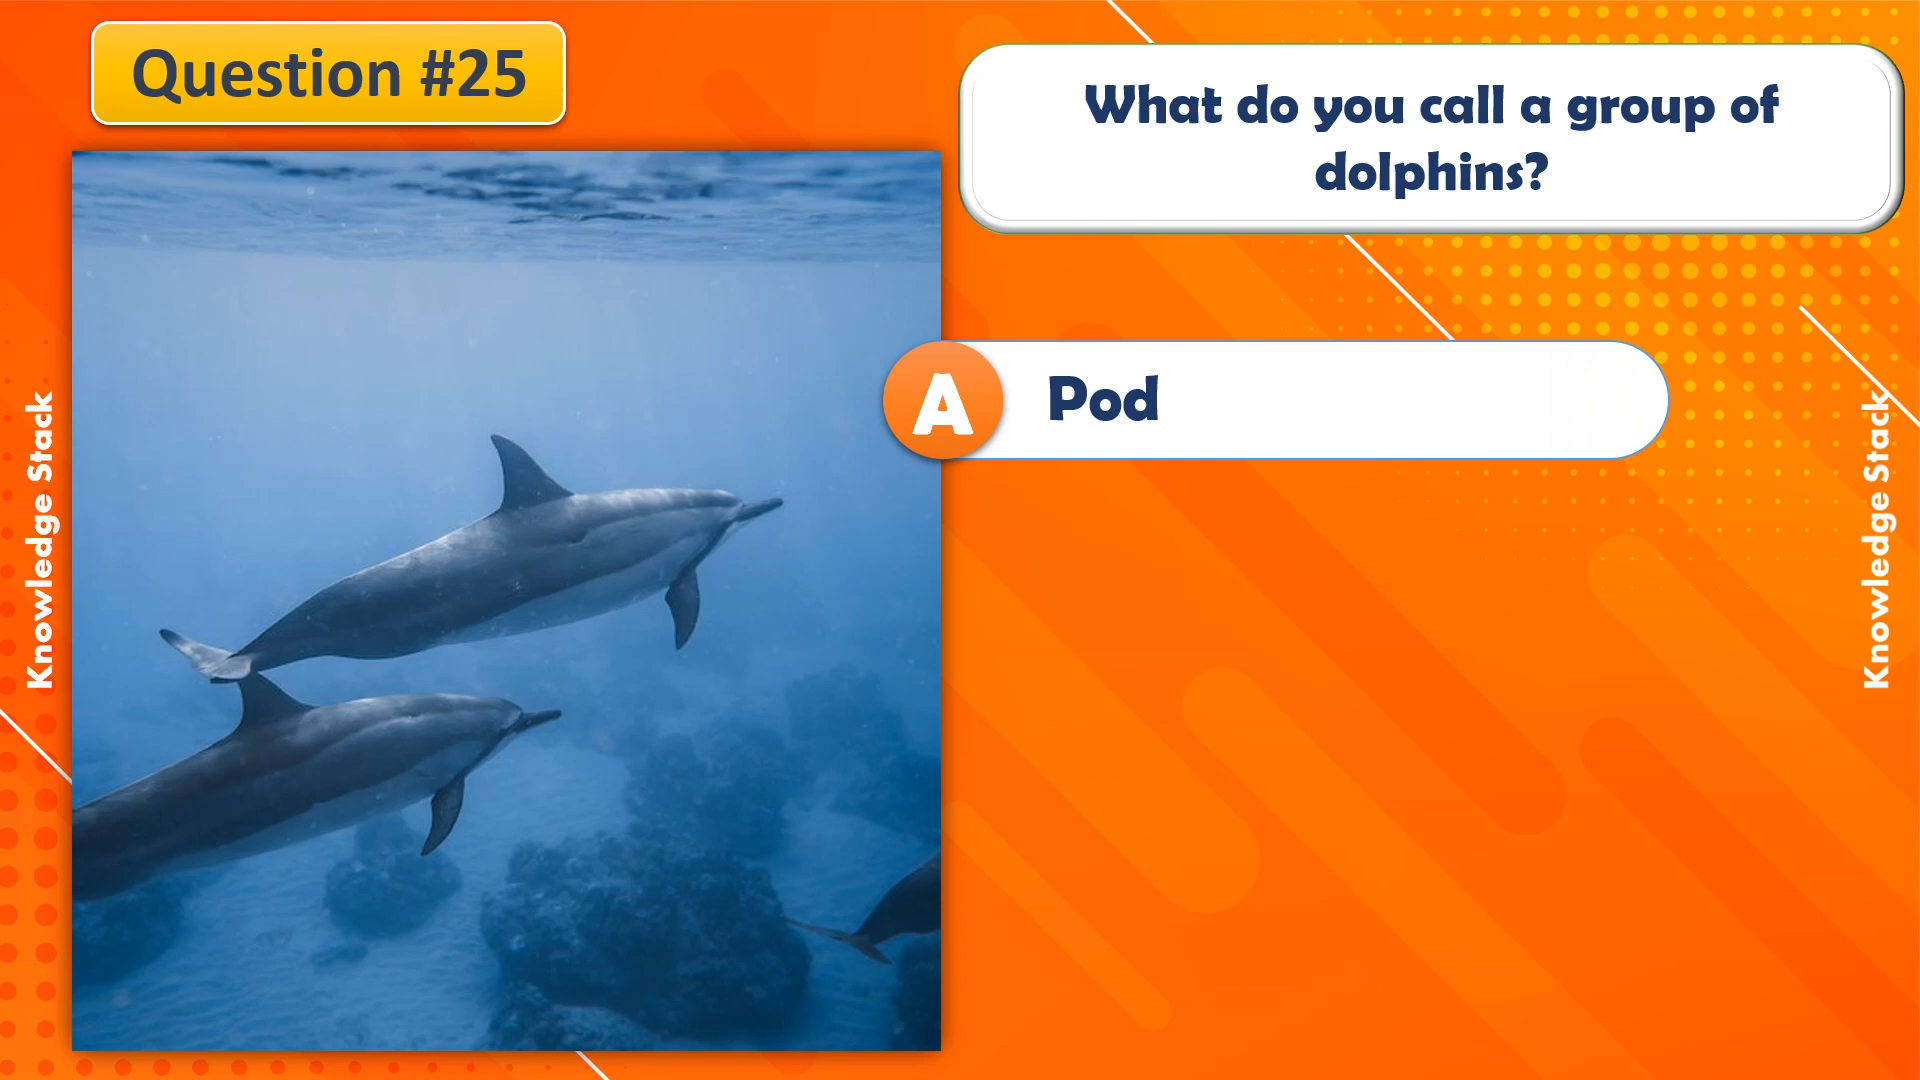 Question #25
What do you call a group of
dolphins?
A
Pod
Knowledge Stack
Knowledge Stack